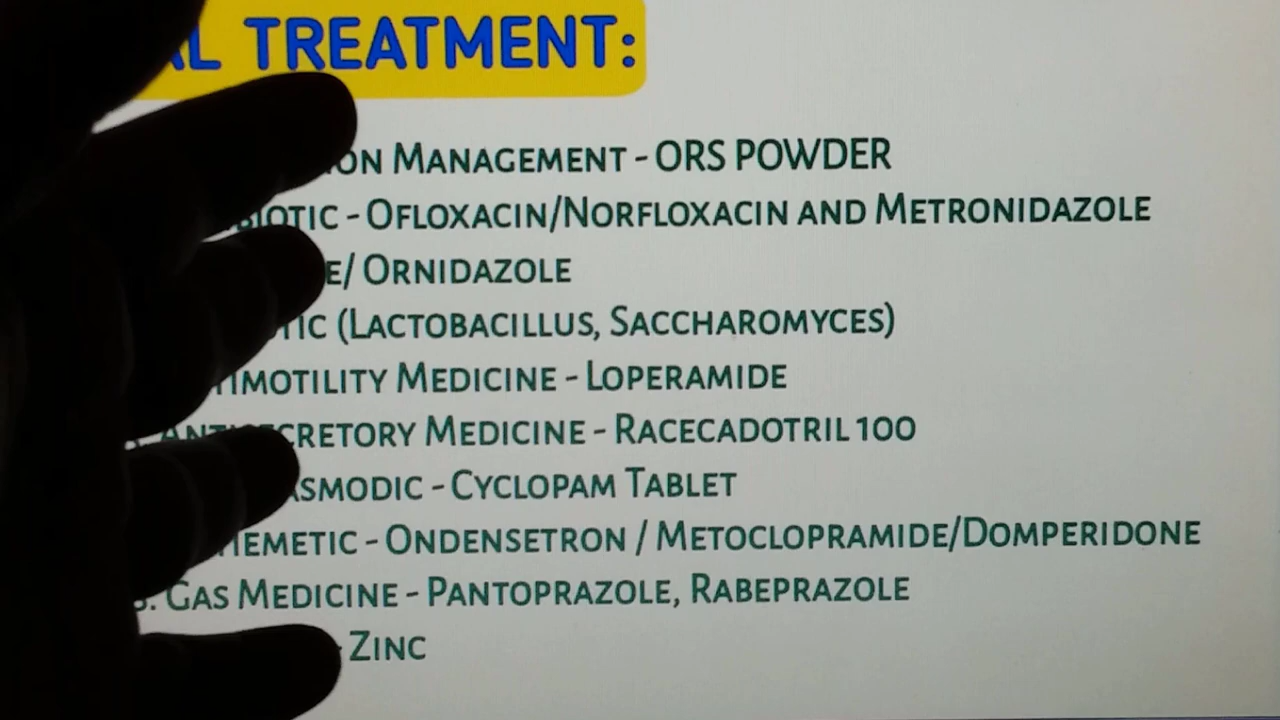 TREATMENT:
MANAGEMENT - ORS POWDER
- OFLOXACIN/NORFLOXACIN AND METRONIDAZOLE
/ ORNIDAZOLE
(LACTOBACILLUS, SACCHAROMYCES)
MEDICINE - LOPERAMIDE
MEDICINE - RACECADOTRIL 100
- CYCLOPAM TABLET
- ONDENSETRON / METOCLOPRAMIDE/DOMPERIDONE
GAS MEDICINE - PANTOPRAZOLE, RABEPRAZOLE
- ZINC